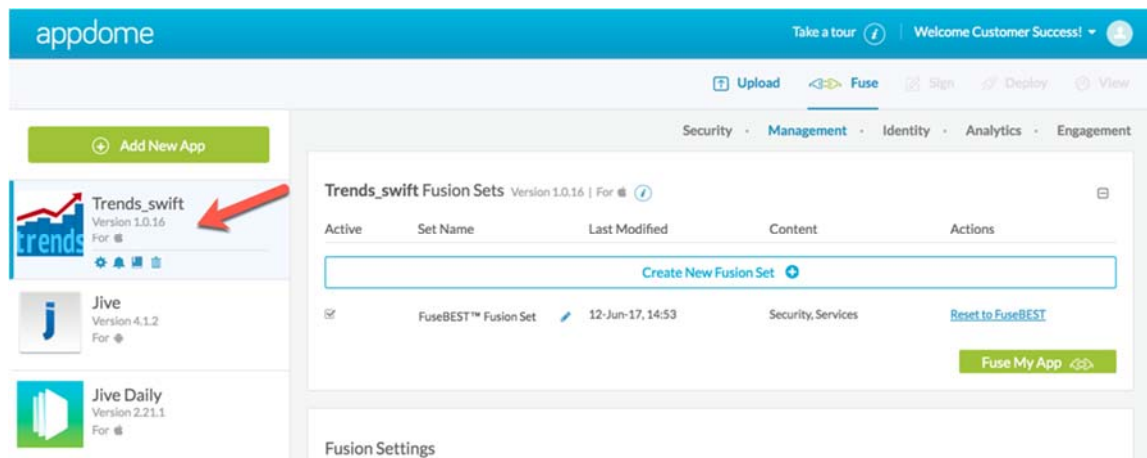 appdome
Take a tour i
Welcome Customer Success!
Upload Fuse Sign Deploy View
Security · Management · Identity · Analytics · Engagement
Add New App
Trends_swift
Version 1.0.16
For
trends
Jive
Version 4.1.2
For
j
Jive Daily
Version 2.21.1
For
Trends_swift Fusion Sets Version 1.0.16 | For i
Active Set Name Last Modified Content Actions
Create New Fusion Set
FuseBEST™ Fusion Set 12-Jun-17, 14:53 Security, Services Reset to FuseBEST
Fuse My App
Fusion Settings